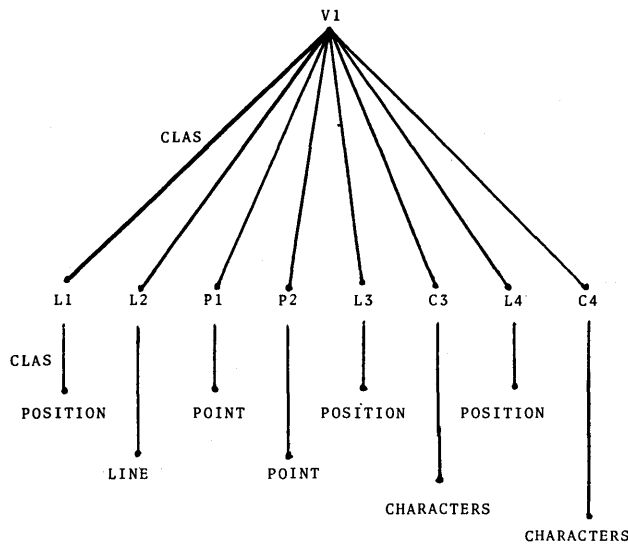 V1
CLAS
L1 L2 P1 P2 L3 C3 L4 C4
CLAS
POSITION POINT POSITION POSITION
LINE POINT
CHARACTERS
CHARACTERS